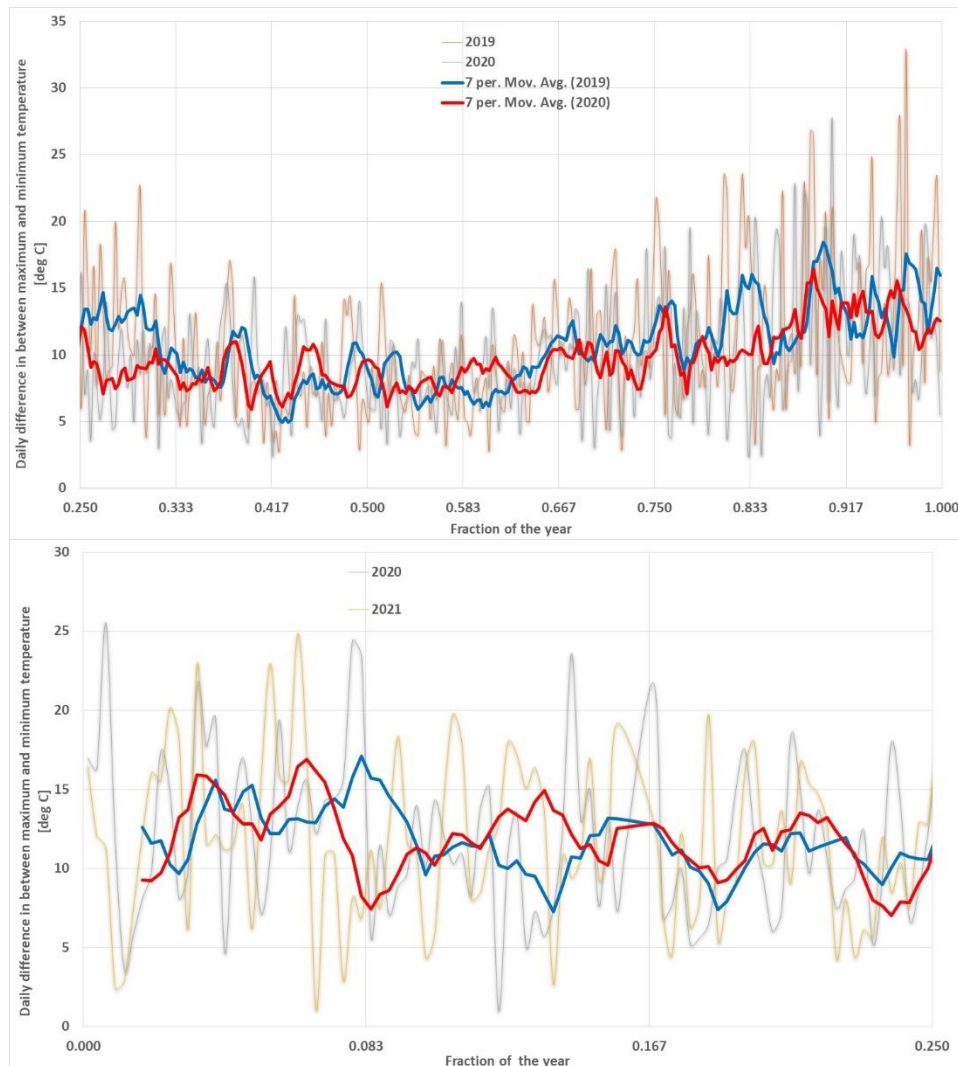 35
30
25
20
15
10
5
0
Daily difference in between maximum and minimum temperature
[deg C]
2019
2020
7 per. Mov. Avg. (2019)
7 per. Mov. Avg. (2020)
0.250 0.333 0.417 0.500 0.583 0.667 0.750 0.833 0.917 1.000
Fraction of the year
30
25
20
15
10
5
0
Daily difference in between maximum and minimum temperature
[deg C]
2020
2021
0.000 0.083 0.167 0.250
Fraction of the year